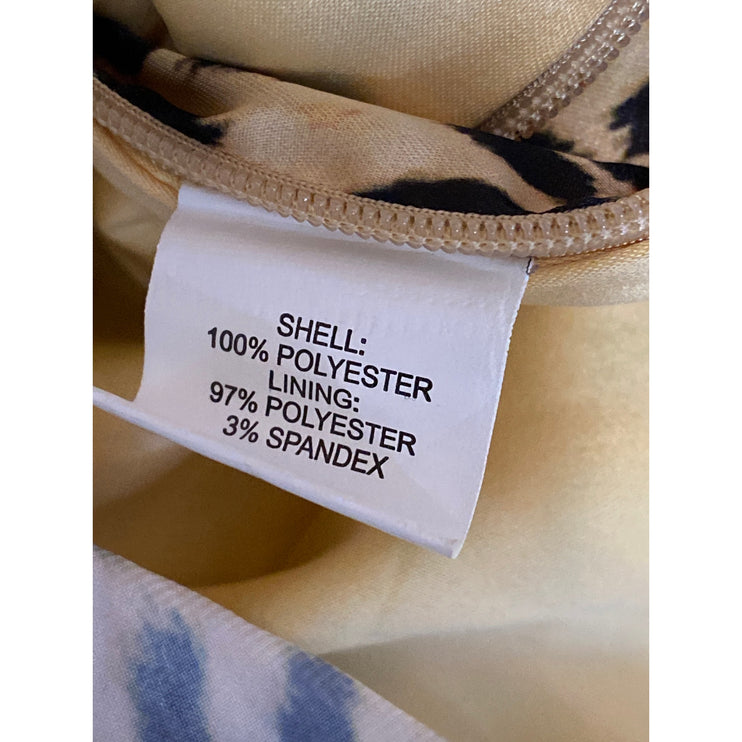 SHELL:
100% POLYESTER
LINING:
97% POLYESTER
3% SPANDEX